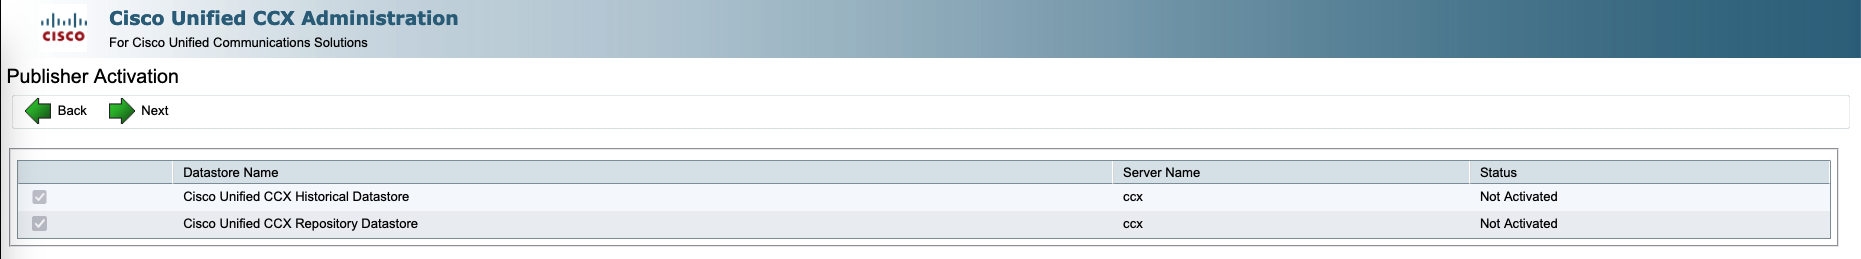 CISCO
Cisco Unified CCX Administration
For Cisco Unified Communications Solutions
Publisher Activation
Back Next
Datastore Name Server Name Status
Cisco Unified CCX Historical Datastore ccx Not Activated
Cisco Unified CCX Repository Datastore ccx Not Activated